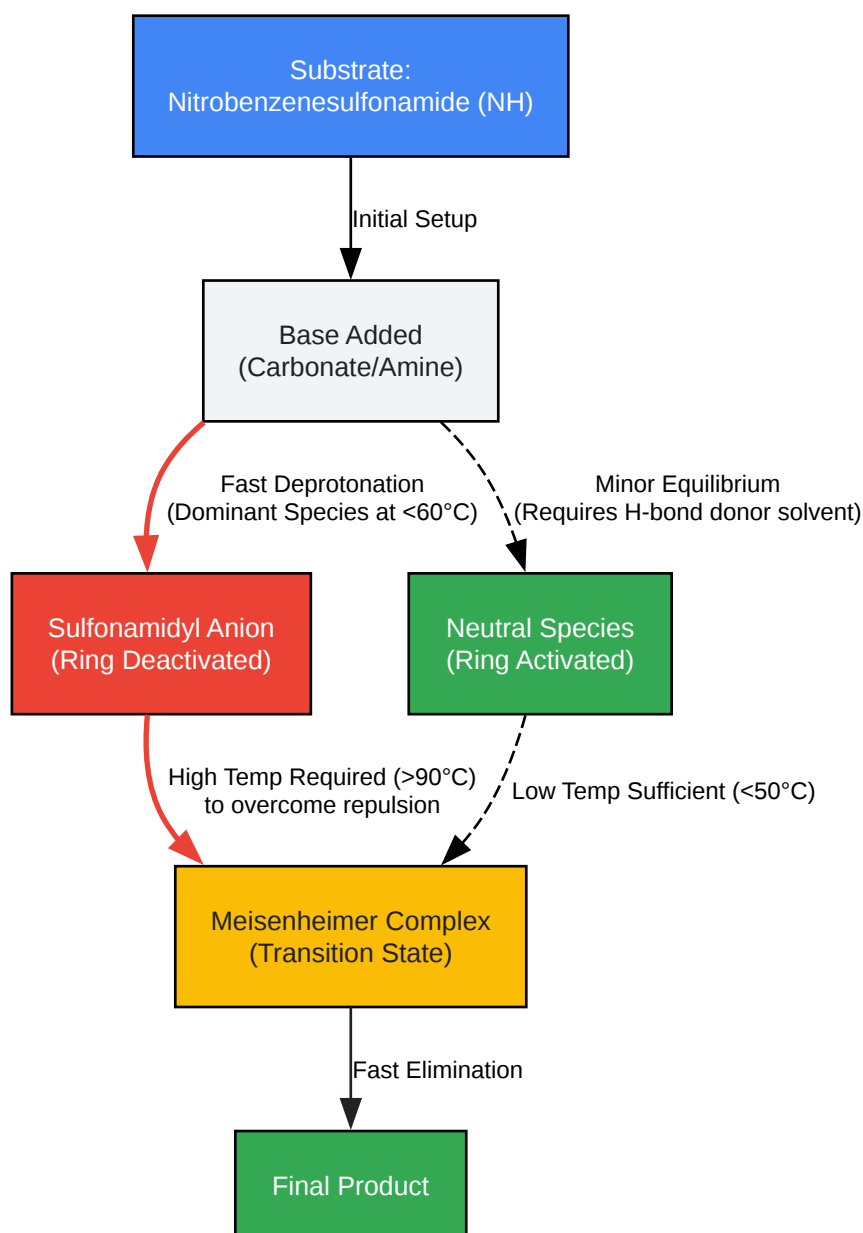 Substrate:
Nitrobenzenesulfonamide (NH)
Initial Setup
Base Added
(Carbonate/Amine)
Fast Deprotonation
(Dominant Species at <60°C)
Minor Equilibrium
(Requires H-bond donor solvent)
Sulfonamidyl Anion
(Ring Deactivated)
Neutral Species
(Ring Activated)
High Temp Required (>90°C)
to overcome repulsion
Low Temp Sufficient (<50°C)
Meisenheimer Complex
(Transition State)
Fast Elimination
Final Product